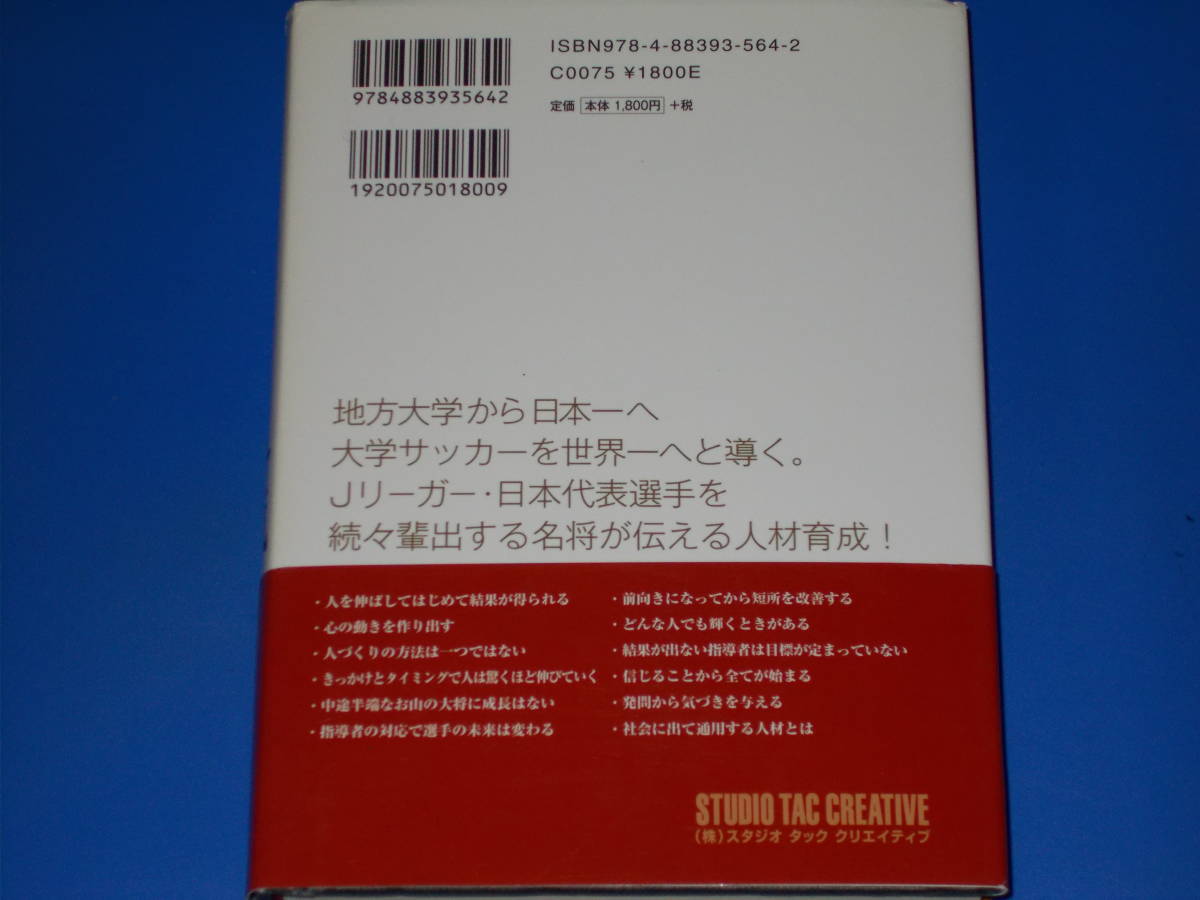 ISBN978-4-88393-564-2
C0075 ¥1800E
定価 本体 1,800円 +税
9784883935642
1920075018009
地方大学から日本一へ
大学サッカーを世界一へと導く。
Jリーガー・日本代表選手を
続々輩出する名将が伝える人材育成！
・人を伸ばしてはじめて結果が得られる
・心の動きを作り出す
・人づくりの方法は一つではない
・きっかけとタイミングで人は驚くほど伸びていく
・中途半端なお山の大将に成長はない
・指導者の対応で選手の未来は変わる
・前向きになってから短所を改善する
・どんな人でも輝くときがある
・結果が出ない指導者は目標が定まっていない
・信じることから全てが始まる
・発問から気づきを与える
・社会に出て通用する人材とは
STUDIO TAC CREATIVE
（株）スタジオ タック クリエイティブ